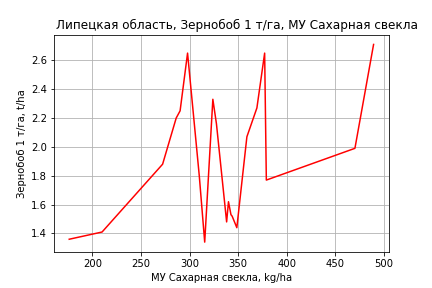 Липецкая область, Зернобоб 1 т/га, МУ Сахарная свекла
2.6
2.4
2.2
2.0
1.8
1.6
1.4
Зернобоб 1 т/га, t/ha
200 250 300 350 400 450 500
МУ Сахарная свекла, kg/ha